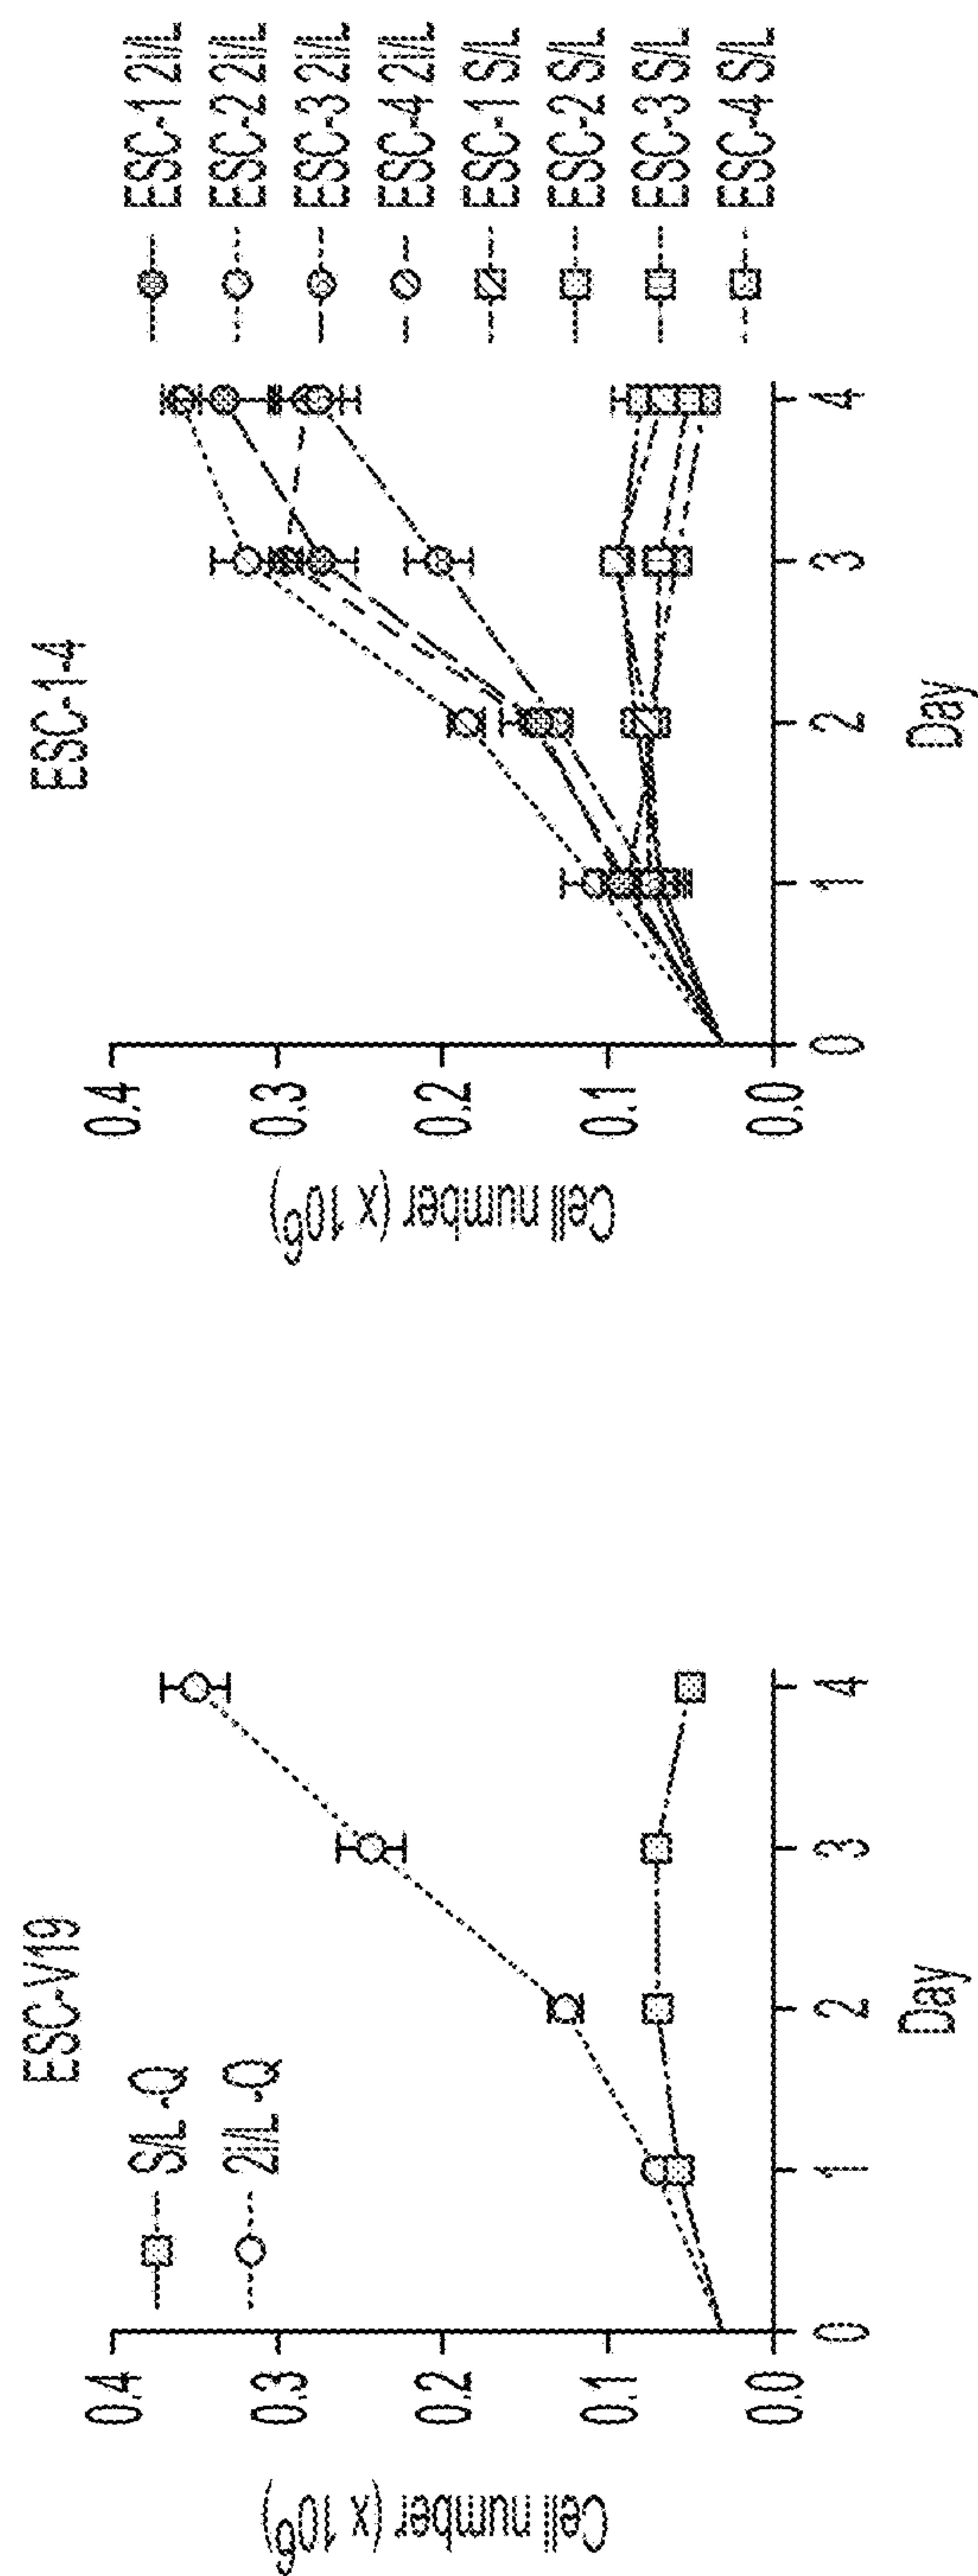 ESC-V19
S/L -Q
2i/L -Q
Cell number (x 10⁶)
0.4
0.3
0.2
0.1
0.0
0 1 2 3 4
Day
ESC-1-4
Cell number (x 10⁶)
0.4
0.3
0.2
0.1
0.0
0 1 2 3 4
Day
ESC-1 2i/L
ESC-2 2i/L
ESC-3 2i/L
ESC-4 2i/L
ESC-1 S/L
ESC-2 S/L
ESC-3 S/L
ESC-4 S/L